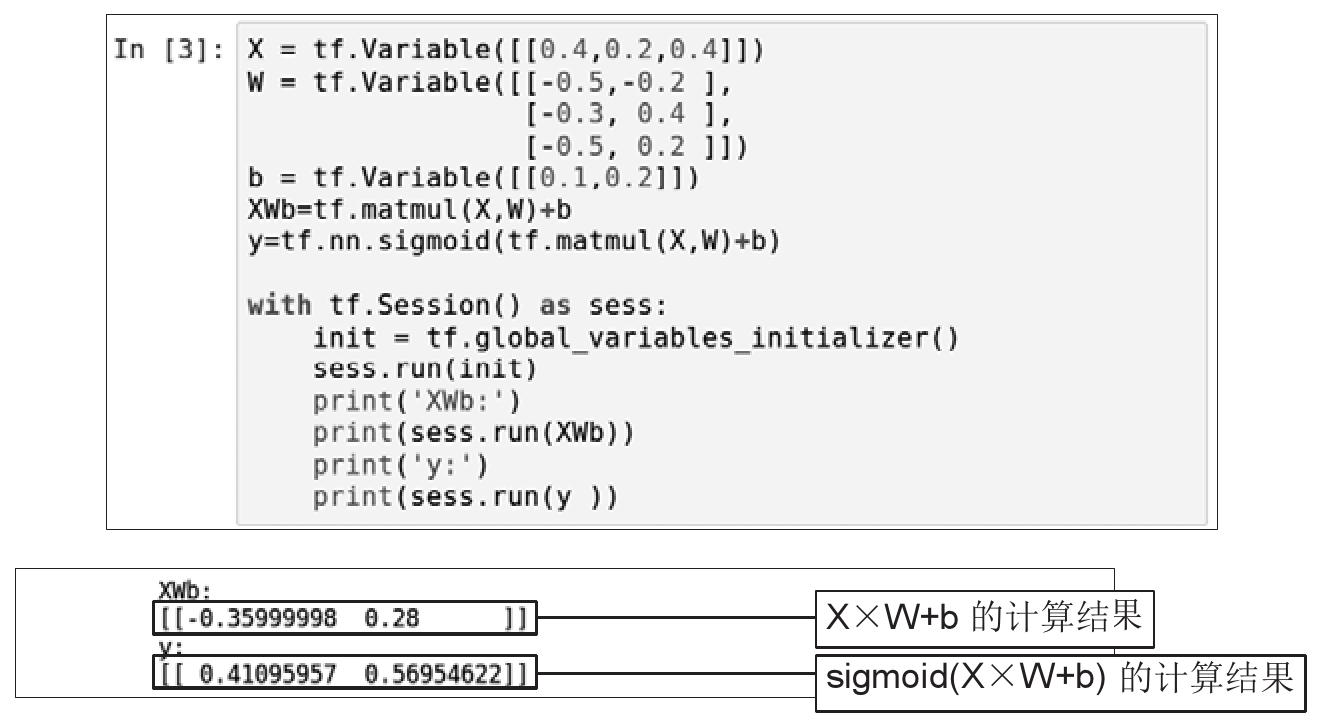 In [3]: X = tf.Variable([[0.4,0.2,0.4]])
W = tf.Variable([[-0.5,-0.2 ],
[-0.3, 0.4 ],
[-0.5, 0.2 ]])
b = tf.Variable([[0.1,0.2]])
XWb=tf.matmul(X,W)+b
y=tf.nn.sigmoid(tf.matmul(X,W)+b)
with tf.Session() as sess:
init = tf.global_variables_initializer()
sess.run(init)
print('XWb:')
print(sess.run(XWb))
print('y:')
print(sess.run(y ))
XWb:
[[-0.35999998 0.28 ]]
X×W+b 的计算结果
y:
[[ 0.41095957 0.56954622]]
sigmoid(X×W+b) 的计算结果